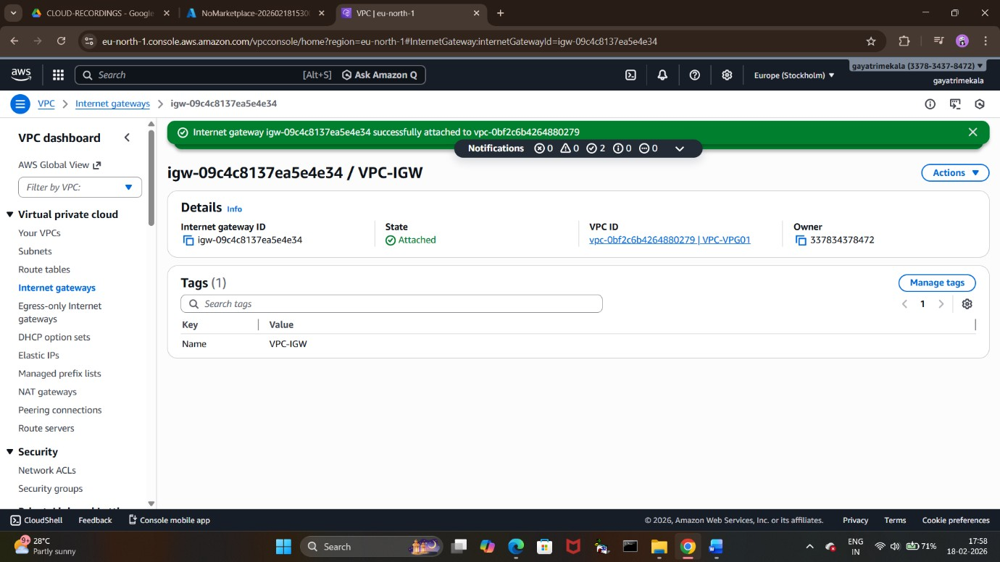 CLOUD-RECORDINGS - Google
NoMarketplace-202602181530
VPC | eu-north-1
eu-north-1.console.aws.amazon.com/vpcconsole/home?region=eu-north-1#InternetGateway:internetGatewayId=igw-09c4c8137ea5e4e34
aws
Search [Alt+S] Ask Amazon Q
Europe (Stockholm)
gayatrimekala (3378-3437-8472)
gayatrimekala
VPC Internet gateways igw-09c4c8137ea5e4e34
VPC dashboard
AWS Global View
Filter by VPC:
Virtual private cloud
Your VPCs
Subnets
Route tables
Internet gateways
Egress-only Internet
gateways
DHCP option sets
Elastic IPs
Managed prefix lists
NAT gateways
Peering connections
Route servers
Security
Network ACLs
Security groups
Internet gateway igw-09c4c8137ea5e4e34 successfully attached to vpc-0bf2c6b4264880279
Notifications 0 0 2 0 0
igw-09c4c8137ea5e4e34 / VPC-IGW
Actions
Details Info
Internet gateway ID
igw-09c4c8137ea5e4e34
State
Attached
VPC ID
vpc-0bf2c6b4264880279 | VPC-VPG01
Owner
337834378472
Tags (1)
Manage tags
Search tags
1
Key Value
Name VPC-IGW
CloudShell Feedback Console mobile app
© 2026, Amazon Web Services, Inc. or its affiliates. Privacy Terms Cookie preferences
9+
28°C
Partly sunny
Search
ENG
IN
71%
17:58
18-02-2026